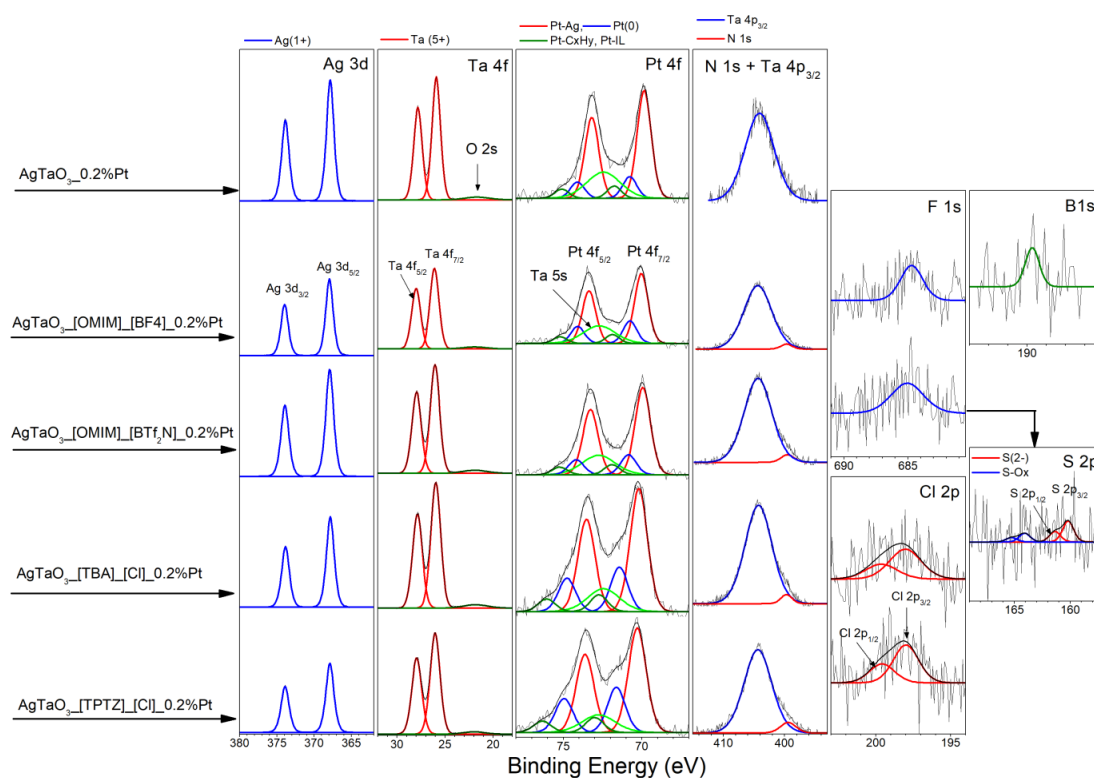 Ag(1+)
Ta (5+)
Pt-Ag, Pt(0)
Pt-CxHy, Pt-IL
Ta 4p3/2
N 1s
Ag 3d
Ta 4f
Pt 4f
N 1s + Ta 4p3/2
O 2s
AgTaO3_0.2%Pt
F 1s
B1s
Ag 3d3/2
Ag 3d5/2
Ta 4f5/2
Ta 4f7/2
Ta 5s
Pt 4f5/2
Pt 4f7/2
AgTaO3_[OMIM]_[BF4]_0.2%Pt
190
AgTaO3_[OMIM]_[BTf2N]_0.2%Pt
690 685
S(2-)
S-Ox
S 2p
S 2p1/2
S 2p3/2
165 160
Cl 2p
AgTaO3_[TBA]_[Cl]_0.2%Pt
Cl 2p1/2
Cl 2p3/2
AgTaO3_[TPTZ]_[Cl]_0.2%Pt
380 375 370 365
30 25 20
75 70
410 400
200 195
Binding Energy (eV)